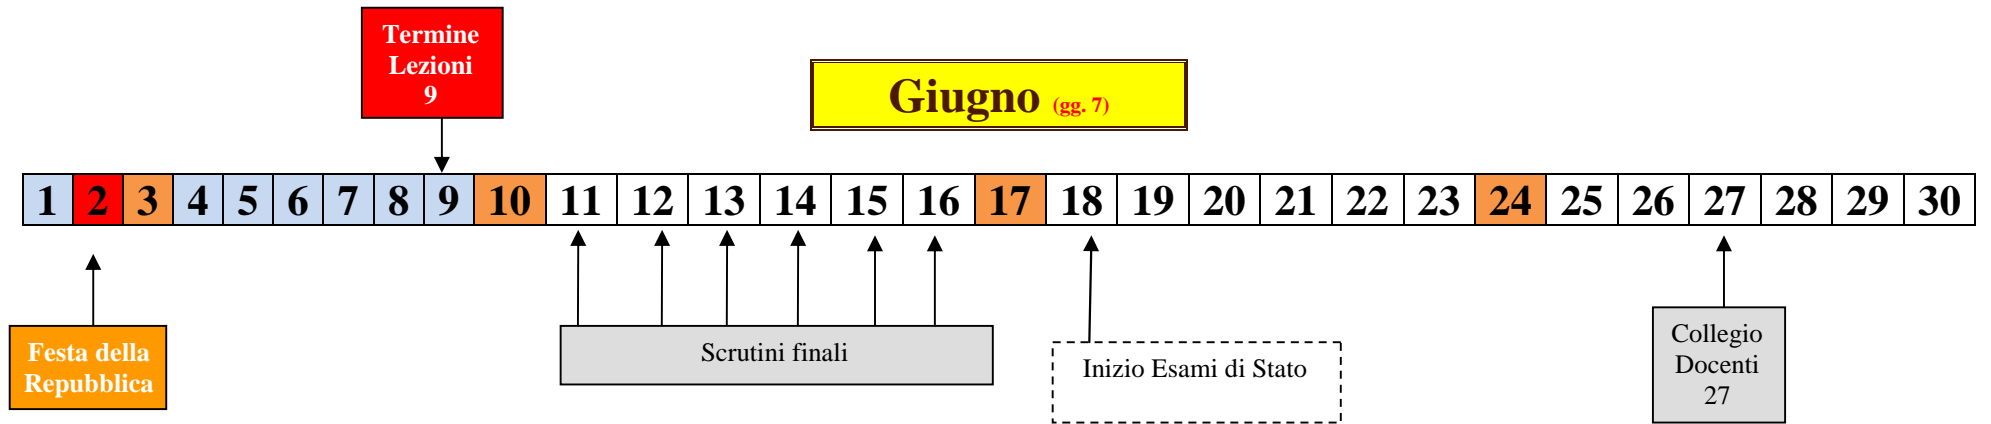 Termine
Lezioni
9
Giugno (gg. 7)
1 2 3 4 5 6 7 8 9 10 11 12 13 14 15 16 17 18 19 20 21 22 23 24 25 26 27 28 29 30
Festa della
Repubblica
Scrutini finali
Inizio Esami di Stato
Collegio
Docenti
27